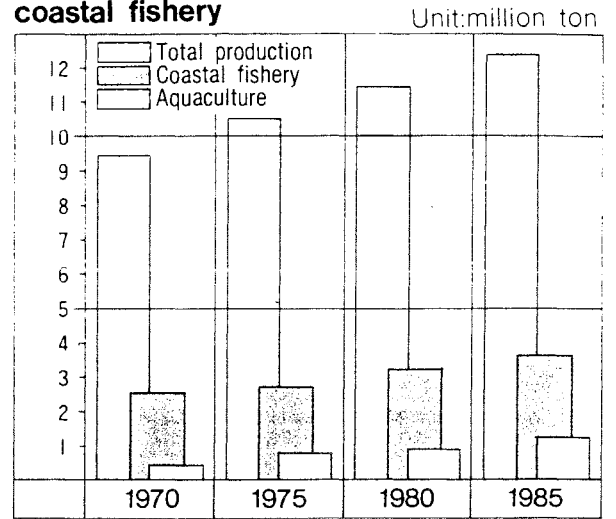 coastal fishery
Unit:million ton
Total production
Coastal fishery
Aquaculture
12
11
10
9
8
7
6
5
4
3
2
1
1970 1975 1980 1985